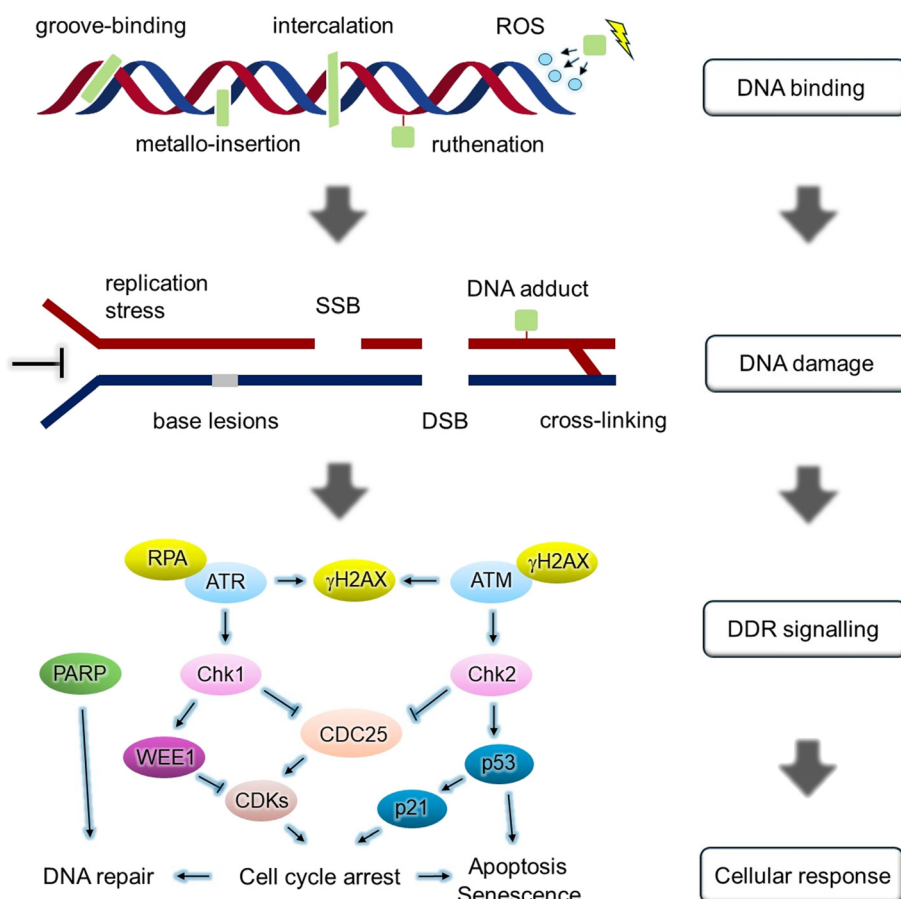 groove-binding
intercalation
ROS
metallo-insertion
ruthenation
DNA binding
replication
stress
SSB
DNA adduct
base lesions
DSB
cross-linking
DNA damage
RPA
ATR
γH2AX
ATM
γH2AX
PARP
Chk1
Chk2
CDC25
WEE1
CDKs
p53
p21
DDR signalling
DNA repair
Cell cycle arrest
Apoptosis
Senescence
Cellular response